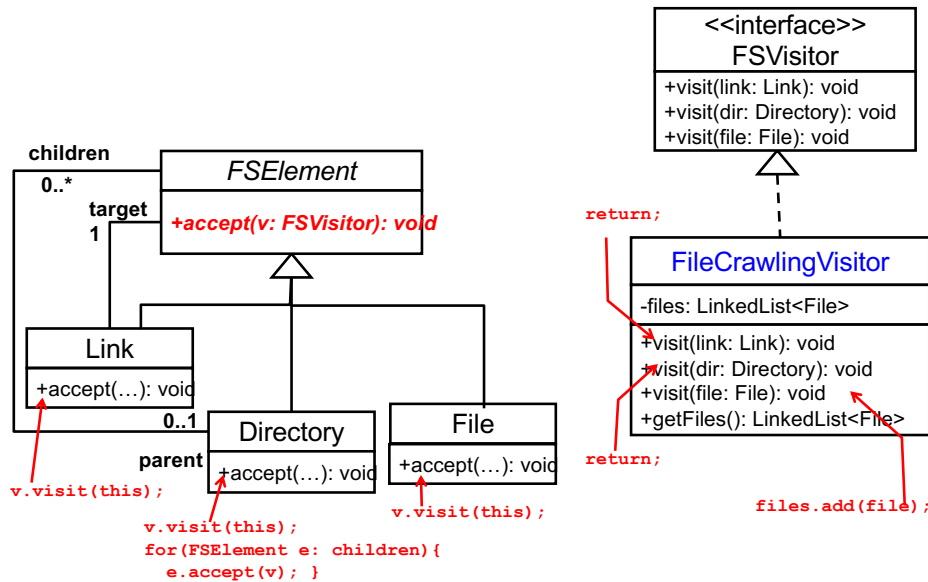 <<interface>>
FSVisitor
+visit(link: Link): void
+visit(dir: Directory): void
+visit(file: File): void
children
0..*
FSElement
target
1
+accept(v: FSVisitor): void
return;
FileCrawlingVisitor
-files: LinkedList<File>
+visit(link: Link): void
+visit(dir: Directory): void
+visit(file: File): void
+getFiles(): LinkedList<File>
return;
files.add(file);
Link
+accept(…): void
0..1
parent
Directory
+accept(…): void
File
+accept(…): void
v.visit(this);
v.visit(this);
for(FSElement e: children){
e.accept(v); }
v.visit(this);